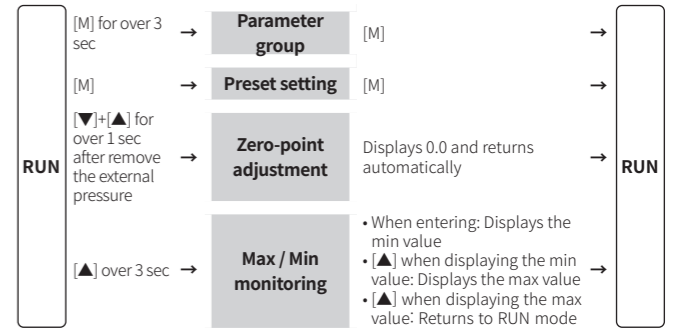 RUN
[M] for over 3
sec
→
Parameter
group
[M]
→
[M]
→
Preset setting
[M]
→
[▼]+[▲] for
over 1 sec
after remove
the external
pressure
→
Zero-point
adjustment
Displays 0.0 and returns
automatically
→
[▲] over 3 sec
→
Max / Min
monitoring
• When entering: Displays the
min value
• [▲] when displaying the min
value: Displays the max value
• [▲] when displaying the max
value: Returns to RUN mode
→
RUN